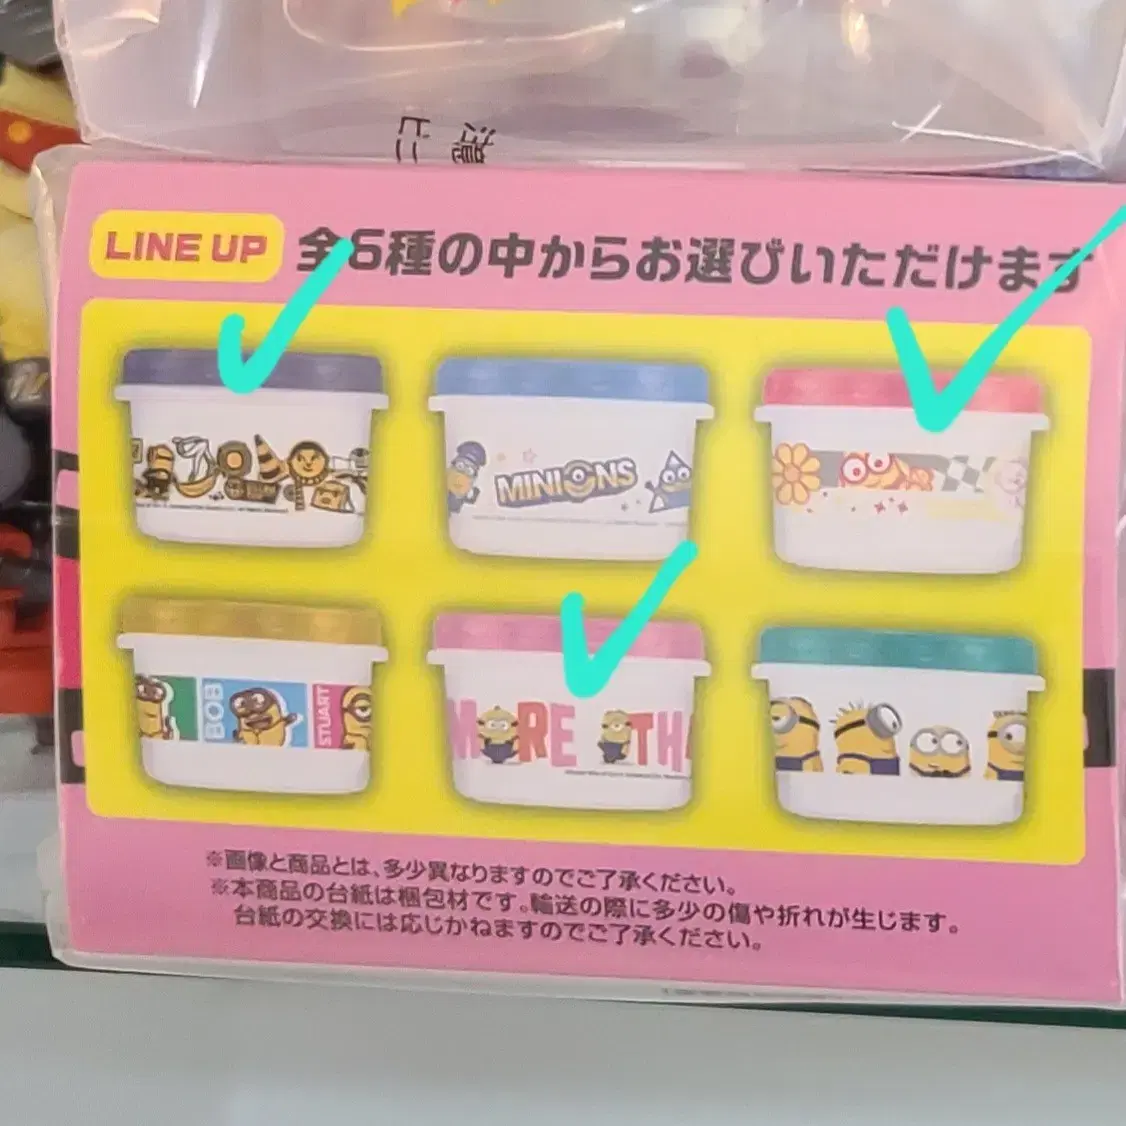 LINE UP 全6種の中からお選びいただけます
MINIONS
BOB
STUART
MORE TH
※画像と商品とは、多少異なりますのでご了承ください。
※本商品の台紙は梱包材です。輸送の際に多少の傷や折れが生じます。
台紙の交換には応じかねますのでご了承ください。